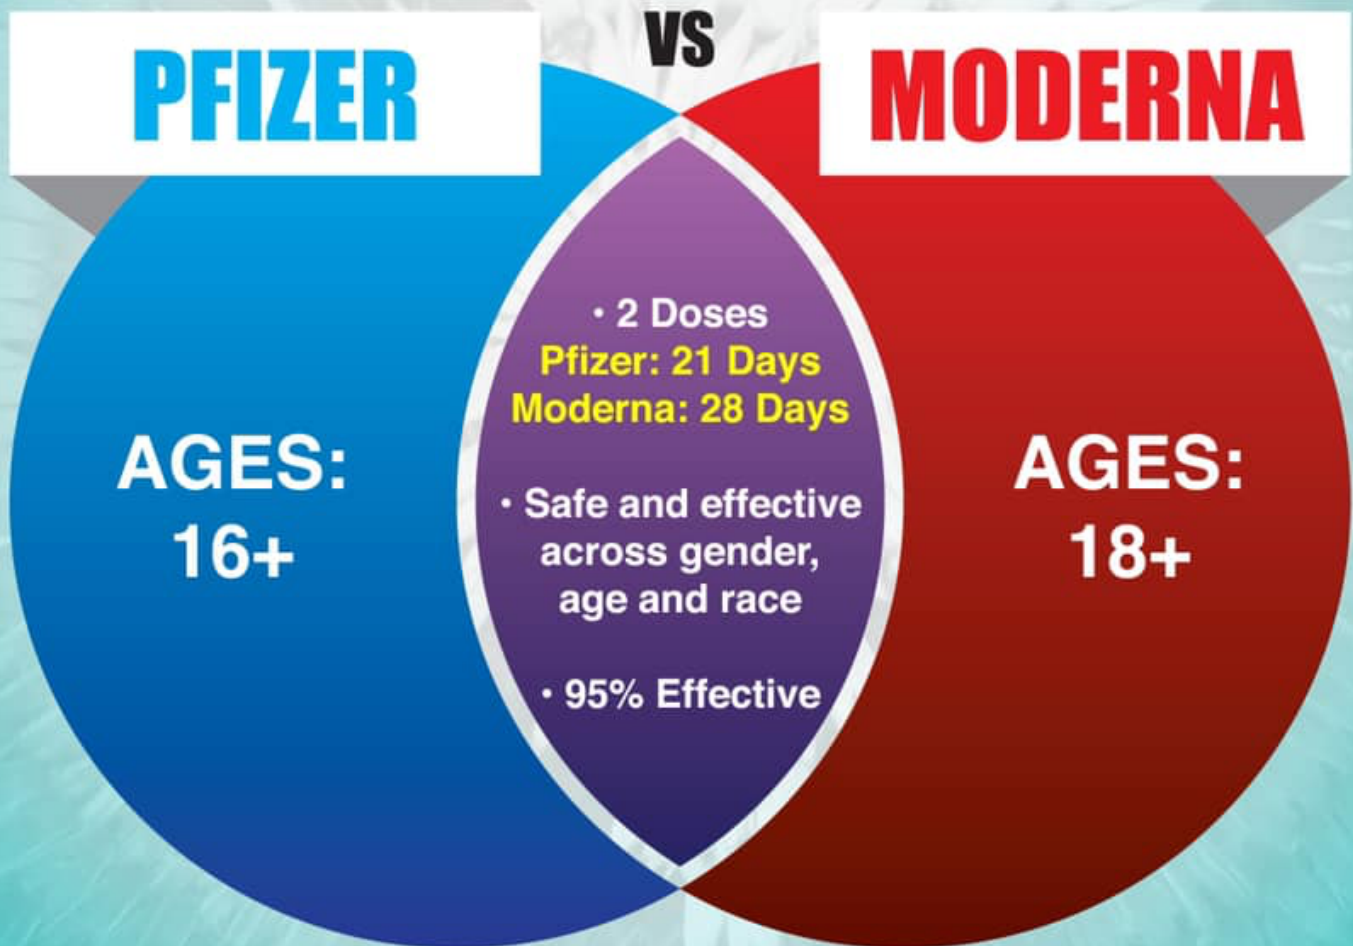 PFIZER
VS
MODERNA
AGES:
16+
• 2 Doses
Pfizer: 21 Days
Moderna: 28 Days
• Safe and effective
across gender,
age and race
• 95% Effective
AGES:
18+